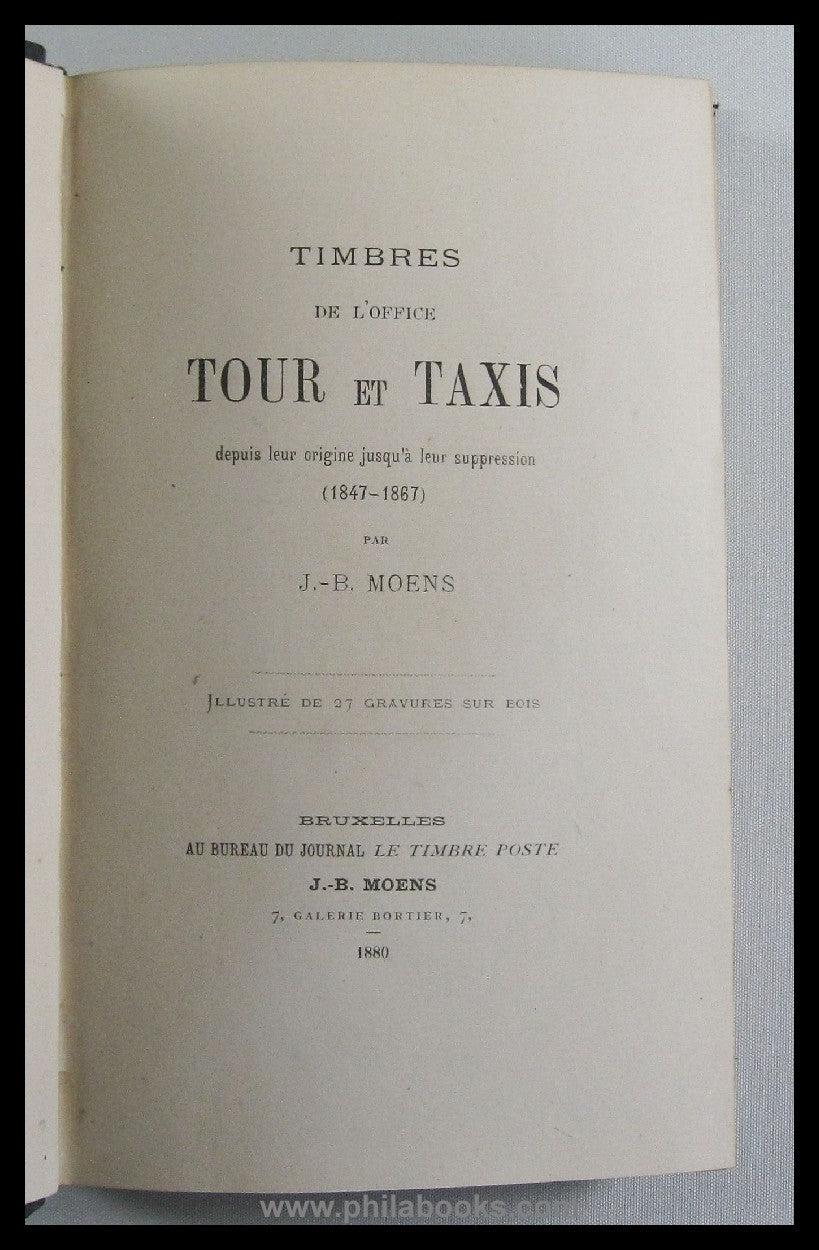 TIMBRES
DE L'OFFICE
TOUR ET TAXIS
depuis leur origine jusqu'à leur suppression
(1847-1867)
PAR
J.-B. MOENS
ILLUSTRÉ DE 27 GRAVURES SUR BOIS
BRUXELLES
AU BUREAU DU JOURNAL LE TIMBRE POSTE
J.-B. MOENS
7, GALERIE BORTIER, 7,
1880
www.philabooks.com